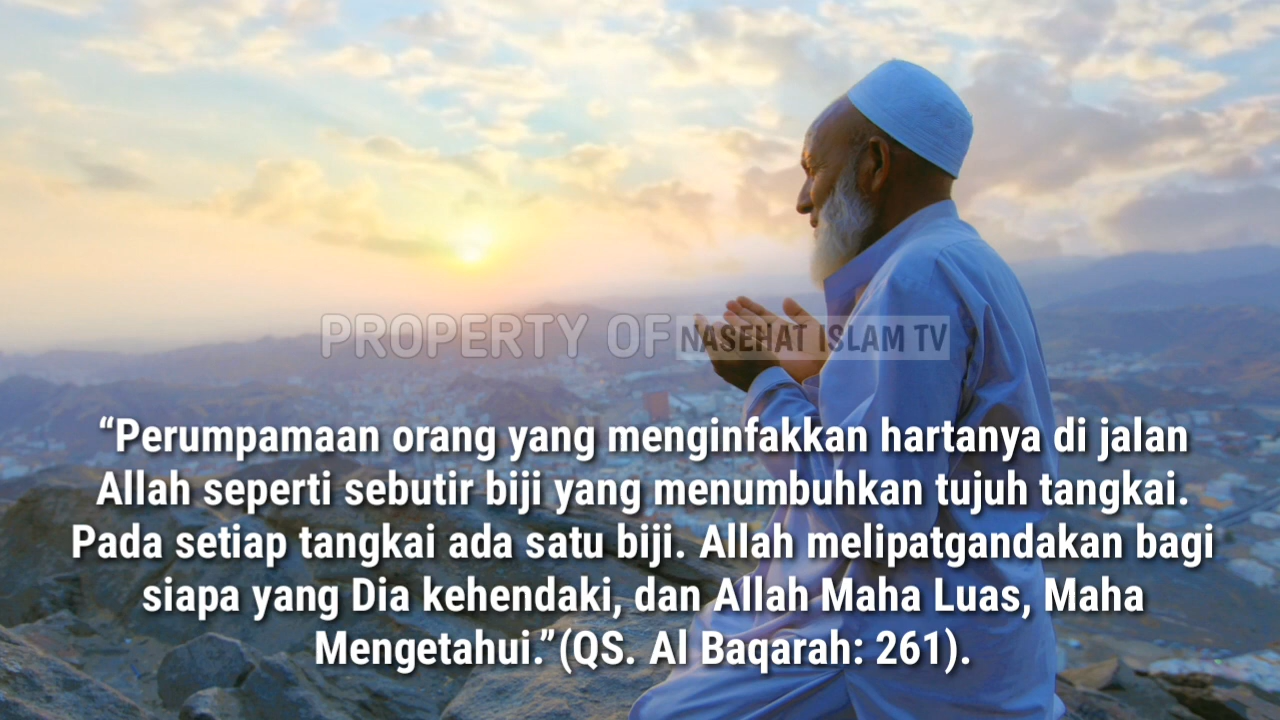 PROPERTY OF NASEHAT ISLAM TV
“Perumpamaan orang yang menginfakkan hartanya di jalan
Allah seperti sebutir biji yang menumbuhkan tujuh tangkai.
Pada setiap tangkai ada satu biji. Allah melipatgandakan bagi
siapa yang Dia kehendaki, dan Allah Maha Luas, Maha
Mengetahui.”(QS. Al Baqarah: 261).